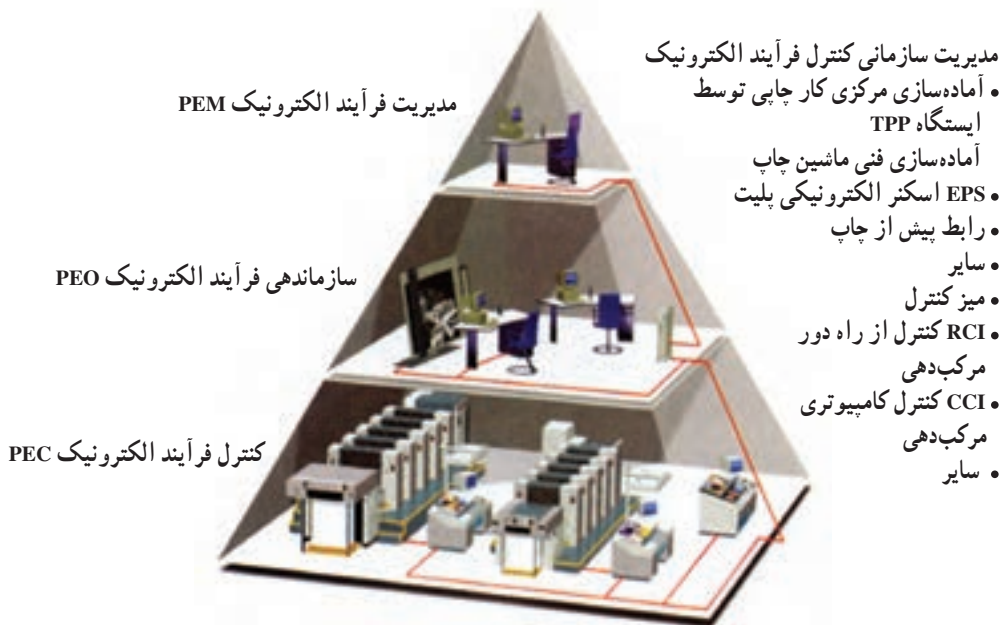 مدیریت سازمانی کنترل فرآیند الکترونیک
• آماده‌سازی مرکزی کار چاپی توسط
ایستگاه TPP
آماده‌سازی فنی ماشین چاپ
• EPS اسکنر الکترونیکی پلیت
• رابط پیش از چاپ
• سایر
• میز کنترل
• RCI کنترل از راه دور
مرکب‌دهی
• CCI کنترل کامپیوتری
مرکب‌دهی
• سایر
مدیریت فرآیند الکترونیک PEM
سازماندهی فرآیند الکترونیک PEO
کنترل فرآیند الکترونیک PEC